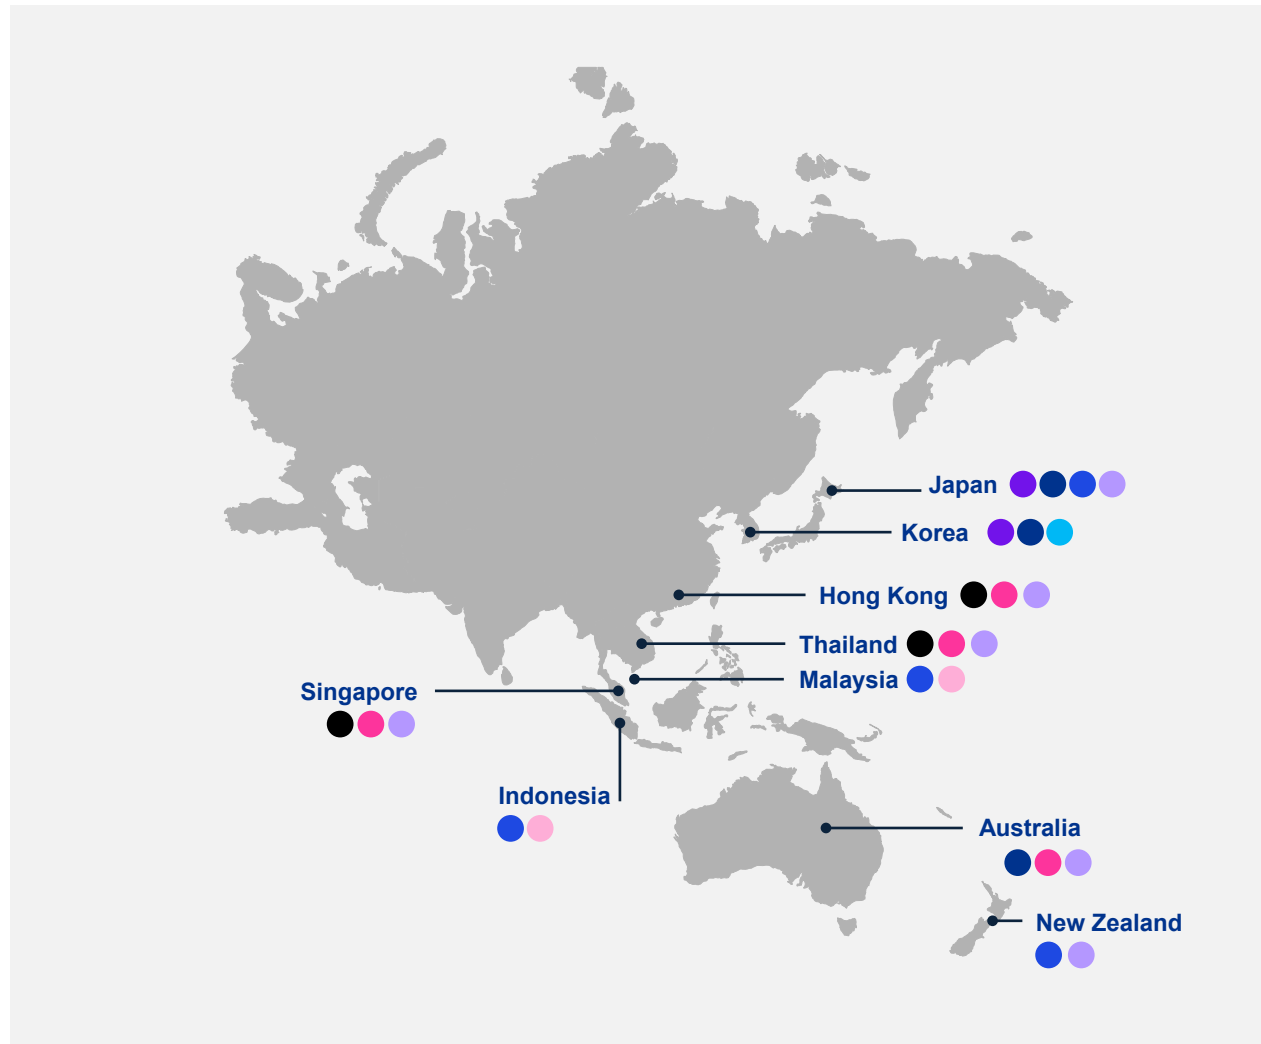 Japan
Korea
Hong Kong
Thailand
Malaysia
Singapore
Indonesia
Australia
New Zealand